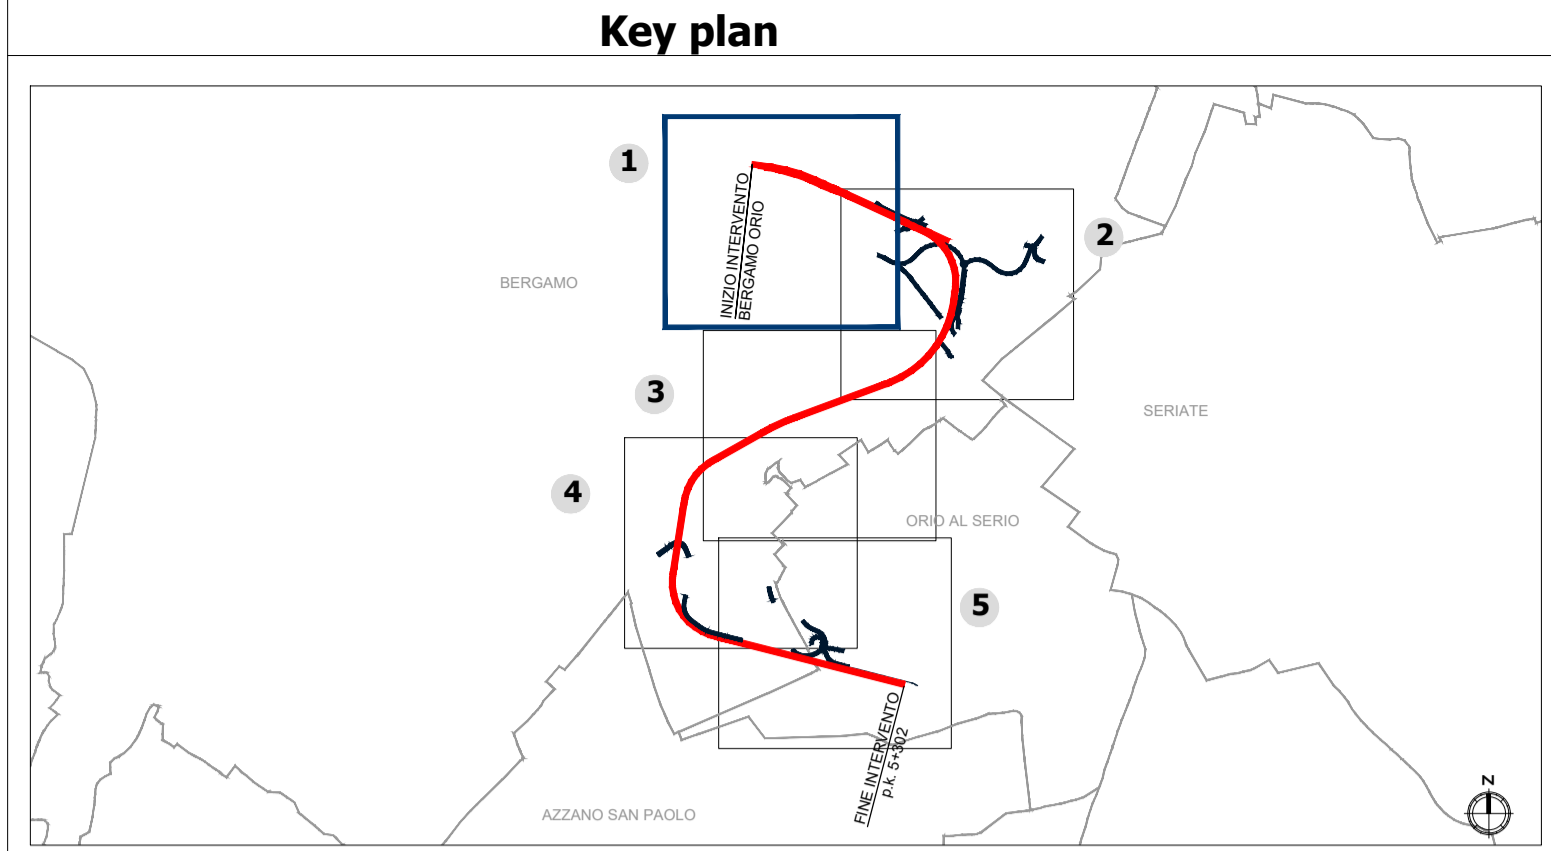 Key plan
1
2
INIZIO INTERVENTO
BERGAMO ORIO
BERGAMO
3
SERIATE
4
ORIO AL SERIO
5
FINE INTERVENTO
p.k. 5+302
AZZANO SAN PAOLO
N